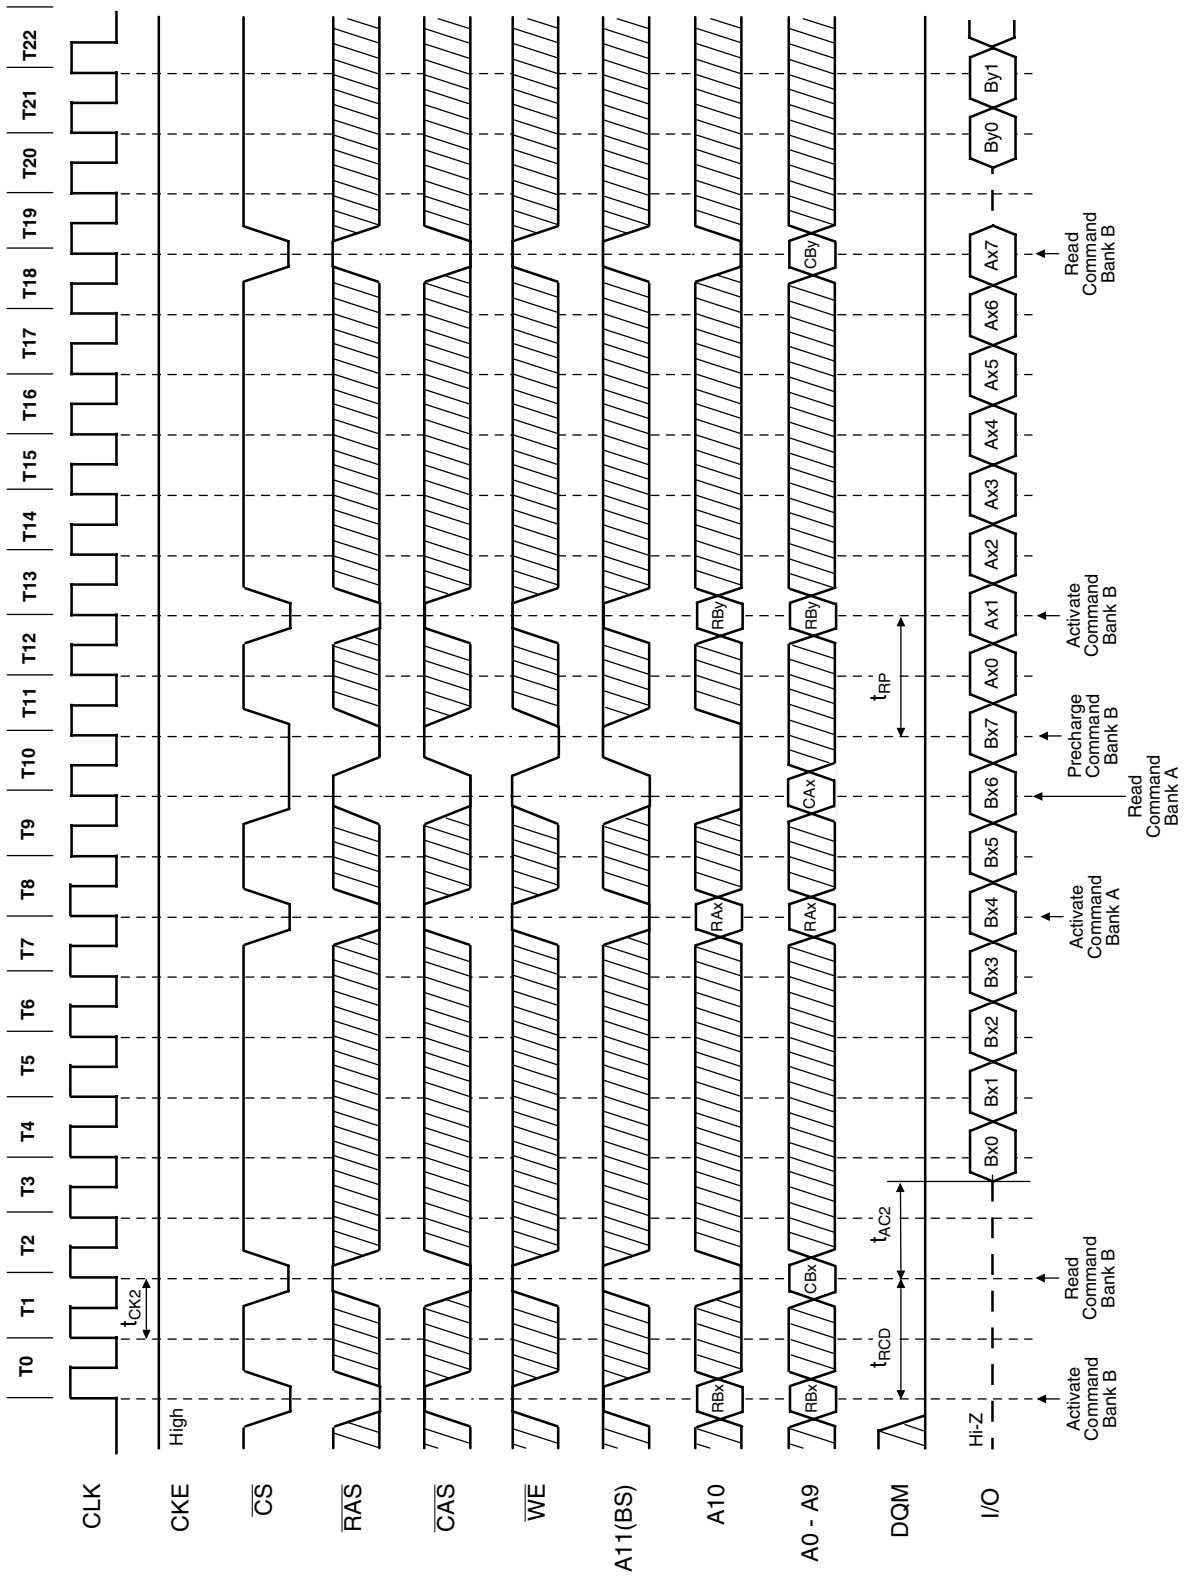 T0 T1 T2 T3 T4 T5 T6 T7 T8 T9 T10 T11 T12 T13 T14 T15 T16 T17 T18 T19 T20 T21 T22
CLK
tCK2
CKE
High
CS
RAS
CAS
WE
A11(BS)
A10
RBx RAx RBy
A0 - A9
RBx CBx RAx CAx RBy CBy
DQM
tRCD tAC2 tRP
I/O
Hi-Z
Bx0 Bx1 Bx2 Bx3 Bx4 Bx5 Bx6 Bx7 Ax0 Ax1 Ax2 Ax3 Ax4 Ax5 Ax6 Ax7 By0 By1
Activate
Command
Bank B
Read
Command
Bank B
Activate
Command
Bank A
Read
Command
Bank A
Precharge
Command
Bank B
Activate
Command
Bank B
Read
Command
Bank B